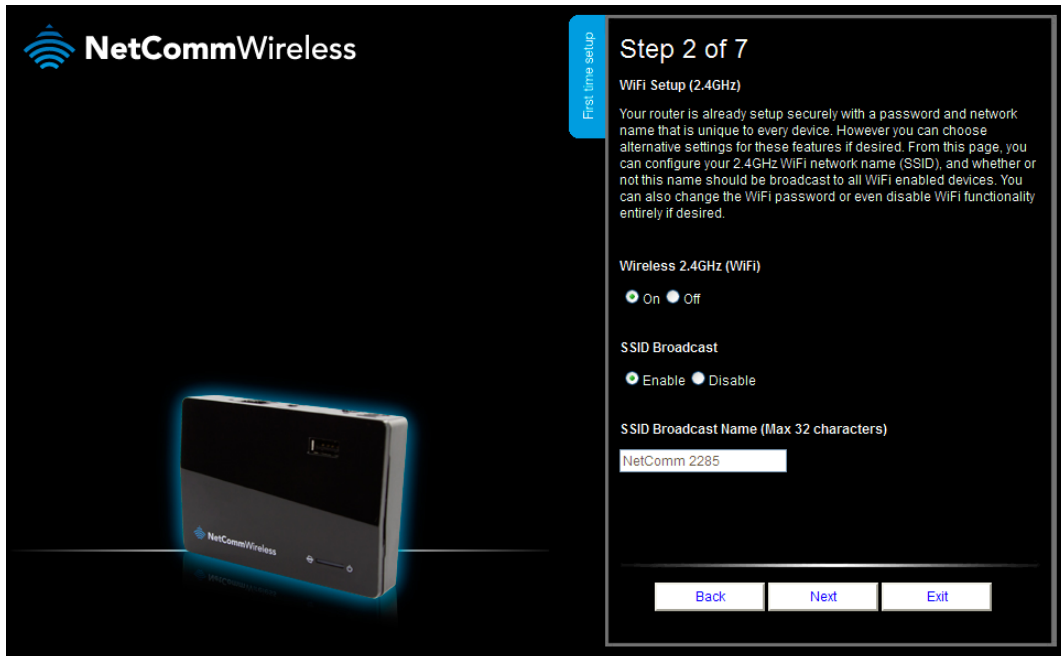 NetCommWireless
First time setup
Step 2 of 7
WiFi Setup (2.4GHz)
Your router is already setup securely with a password and network
name that is unique to every device. However you can choose
alternative settings for these features if desired. From this page, you
can configure your 2.4GHz WiFi network name (SSID), and whether or
not this name should be broadcast to all WiFi enabled devices. You
can also change the WiFi password or even disable WiFi functionality
entirely if desired.
Wireless 2.4GHz (WiFi)
On Off
SSID Broadcast
Enable Disable
SSID Broadcast Name (Max 32 characters)
NetComm 2285
NetCommWireless
Back Next Exit